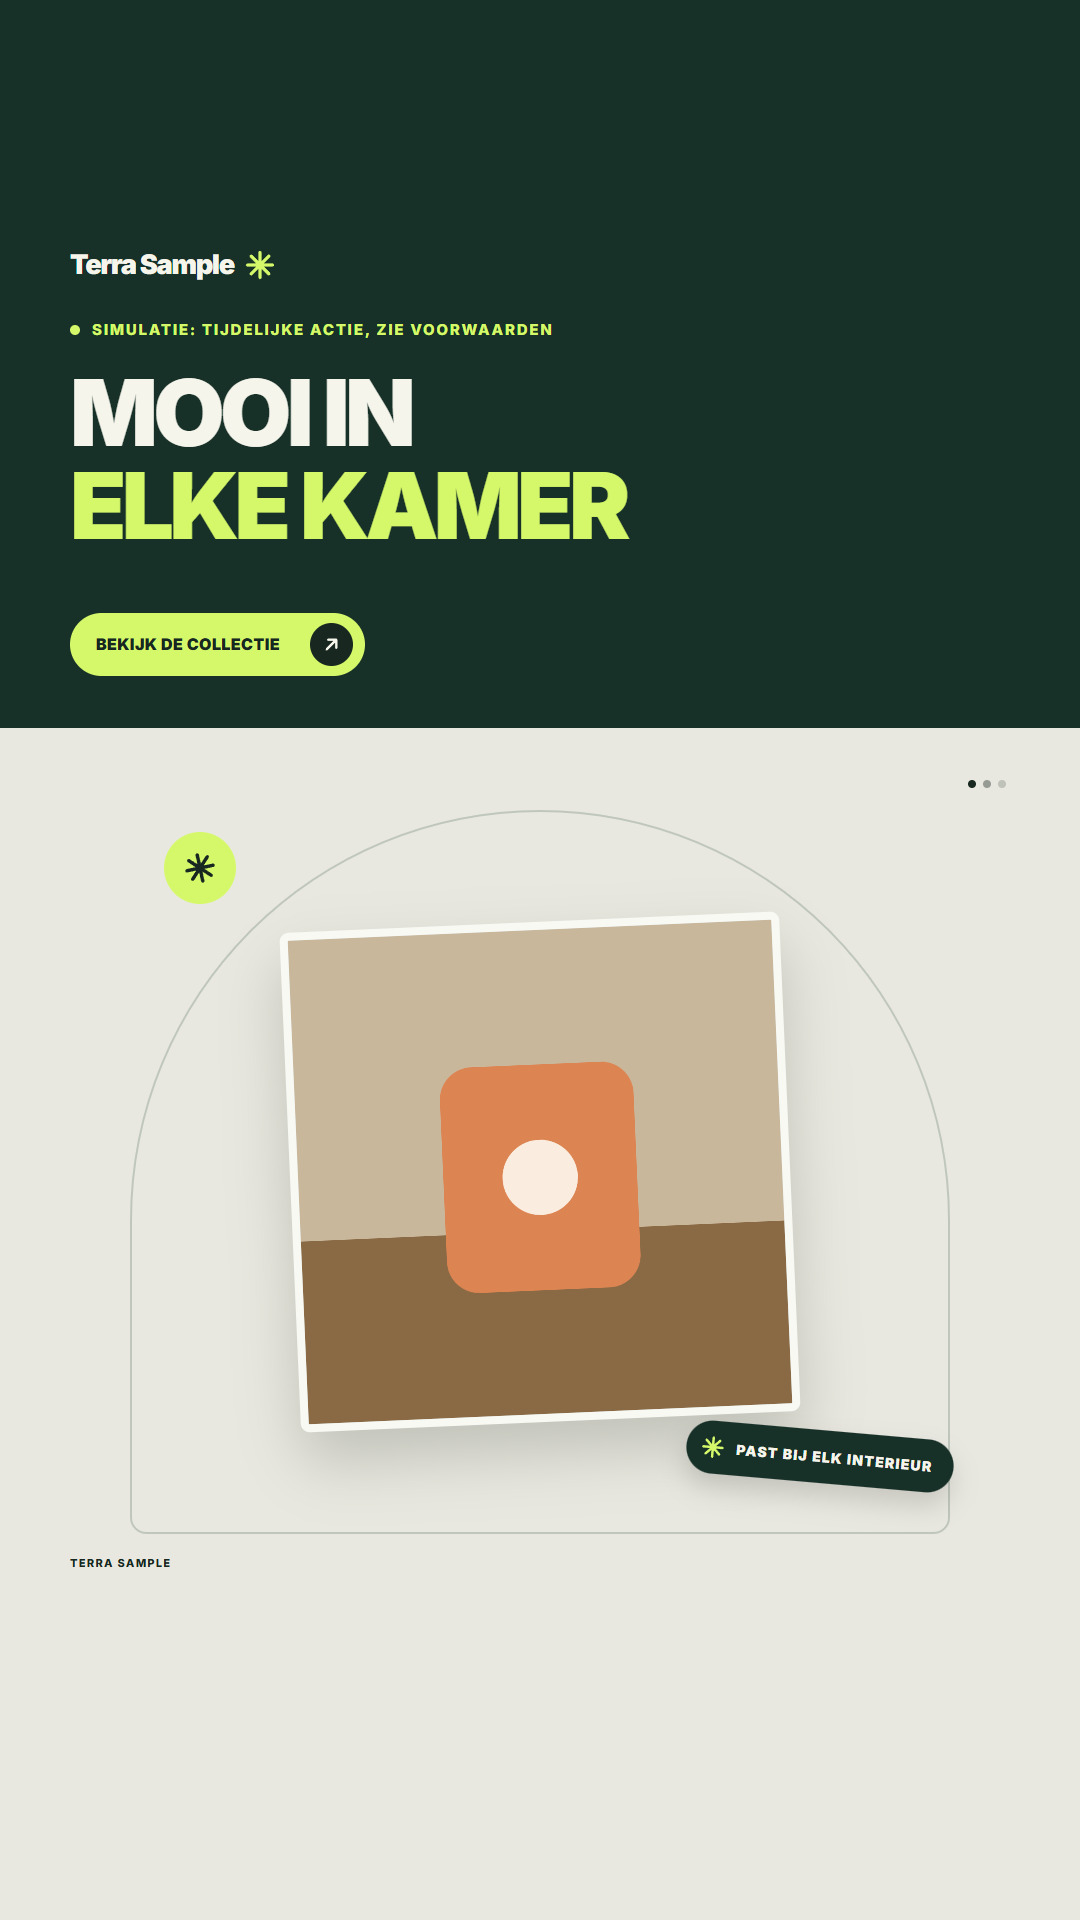 Terra Sample
SIMULATIE: TIJDELIJKE ACTIE, ZIE VOORWAARDEN
MOOI IN
ELKE KAMER
BEKIJK DE COLLECTIE
PAST BIJ ELK INTERIEUR
TERRA SAMPLE